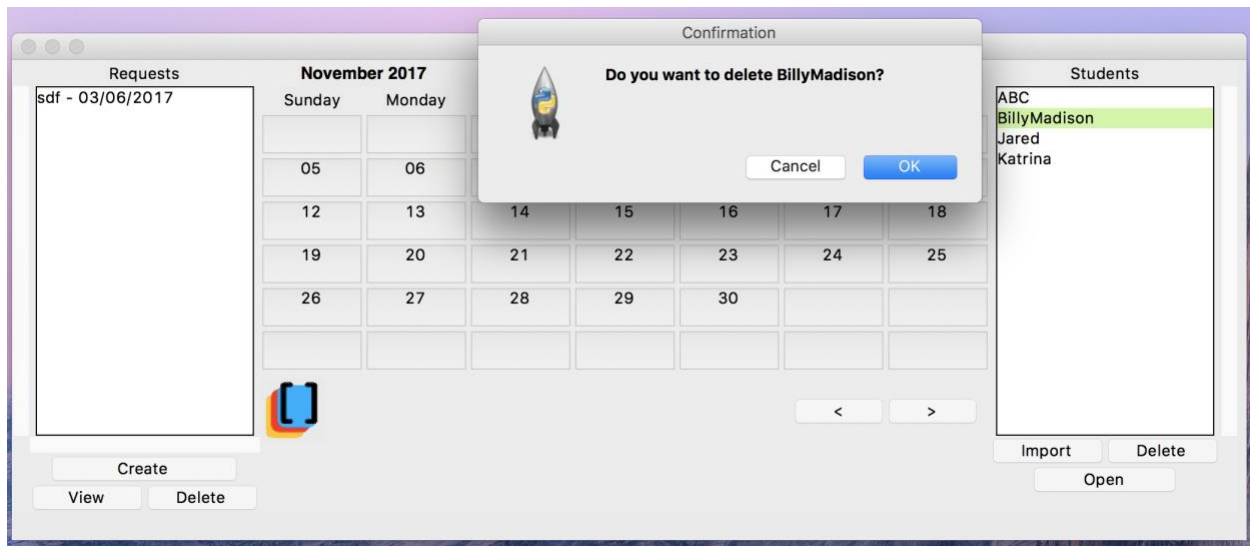 Confirmation
Do you want to delete BillyMadison?
Cancel OK
Requests
sdf - 03/06/2017
Create
View Delete
November 2017
Sunday Monday
05 06
12 13 14 15 16 17 18
19 20 21 22 23 24 25
26 27 28 29 30
< >
Students
ABC
BillyMadison
Jared
Katrina
Import Delete
Open